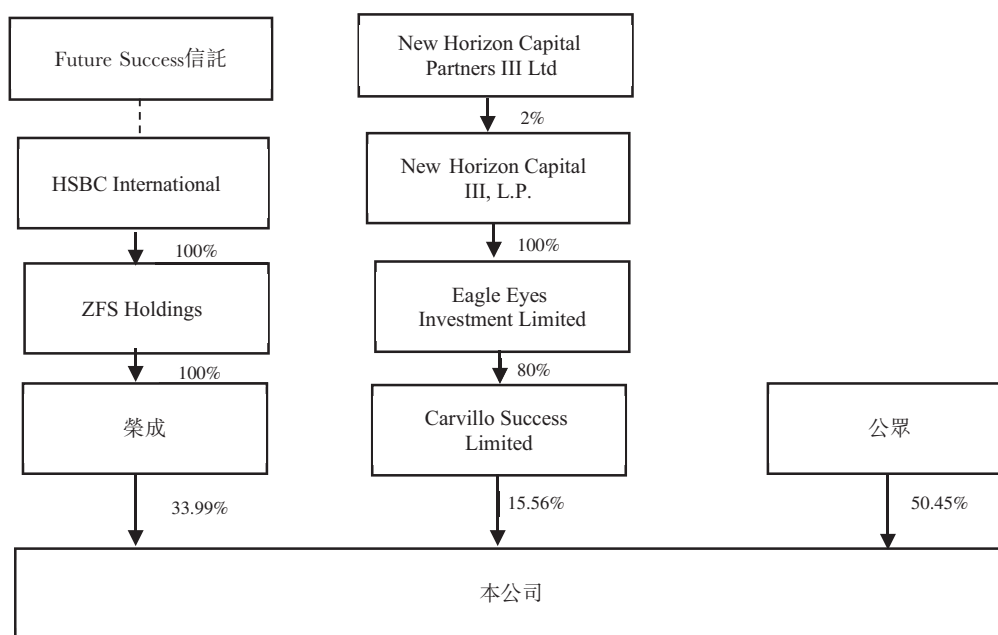 Future Success信託
New Horizon Capital
Partners III Ltd
2%
HSBC International
New Horizon Capital
III, L.P.
100%
100%
ZFS Holdings
Eagle Eyes
Investment Limited
100%
80%
榮成
Carvillo Success
Limited
公眾
33.99%
15.56%
50.45%
本公司